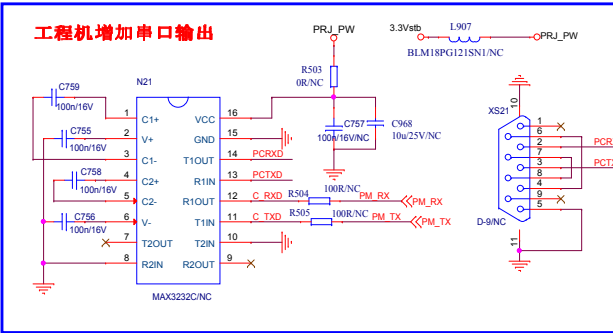 工程机增加串口输出
PRJ_PW
3.3Vstb
L907
PRJ_PW
BLM18PG121SN1/NC
R503
0R/NC
C759
100n/16V
N21
XS21
10
1 C1+ VCC 16
C757
100n/16V/NC
C968
10u/25V/NC
C755
100n/16V
2 V+ GND 15
3 C1- T1OUT 14 PCRXD
C758
100n/16V
4 C2+ R1IN 13 PCTXD
5 C2- R1OUT 12 C_RXD R504 100R/NC PM_RX PM_RX
C756
100n/16V
6 V- T1IN 11 C_TXD R505 100R/NC PM_TX PM_TX
7 T2OUT T2IN 10
8 R2IN R2OUT 9
MAX3232C/NC
1
6
2
7
3
8
4
9
5
PCRX
PCTX
D-9/NC
11